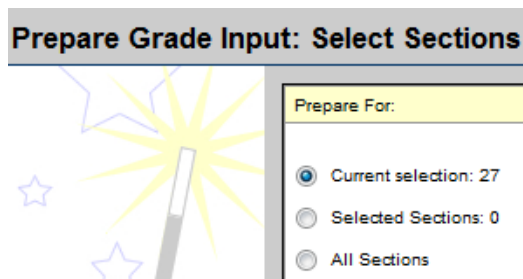 Prepare Grade Input: Select Sections
Prepare For:
Current selection: 27
Selected Sections: 0
All Sections